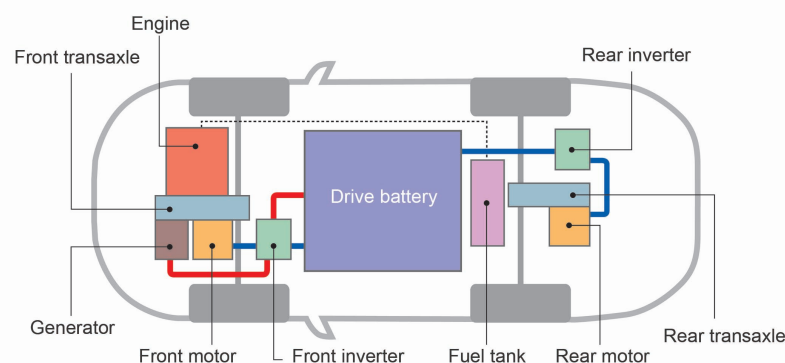 Engine
Front transaxle
Rear inverter
Drive battery
Generator
Front motor
Front inverter
Fuel tank
Rear motor
Rear transaxle